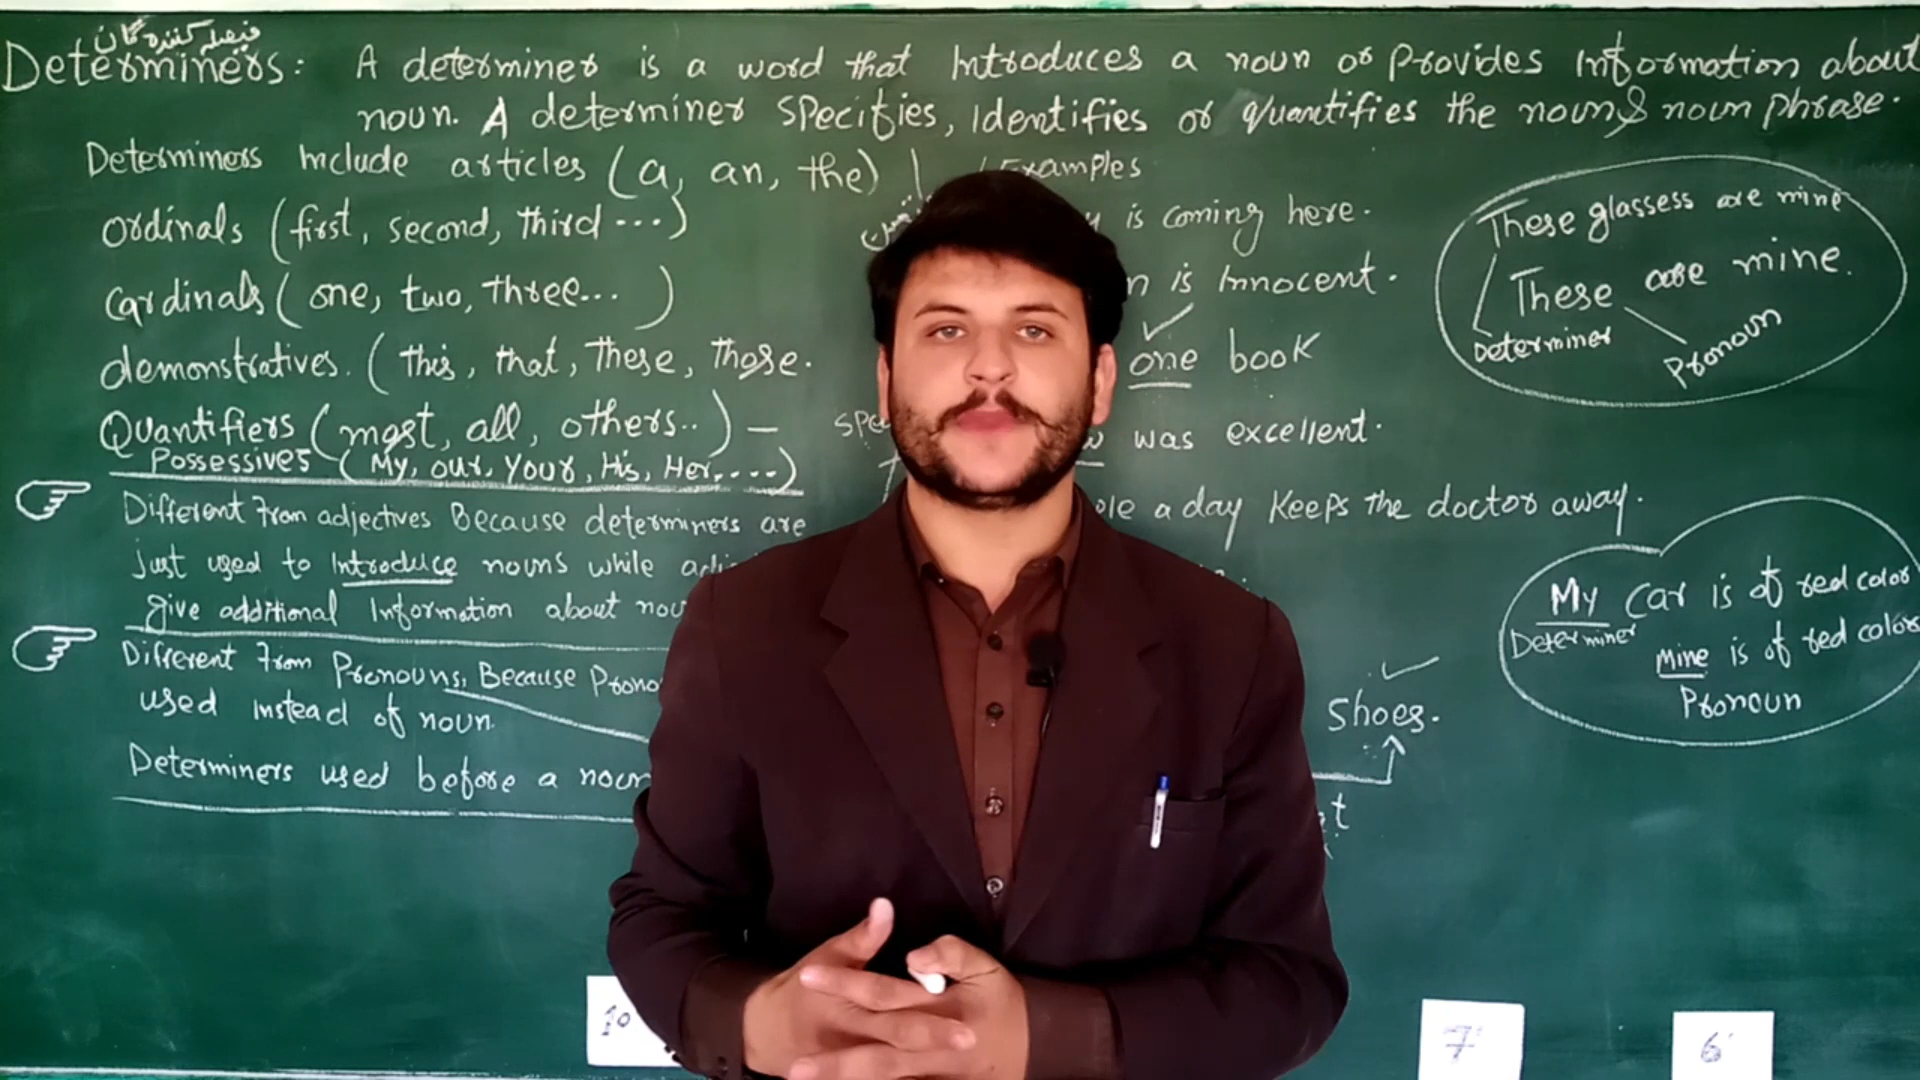 فیصلہ کنندہ گان
Determiners: A determiner is a word that Introduces a noun or Provides Information about
noun. A determiner specifies, Identifies or quantifies the noun & noun phrase.
Determiners Include articles (a, an, the)
Examples
ordinals (first, second, third ...)
is coming here.
cardinals (one, two, three... )
is Innocent.
demonstratives. (this, that, these, those.
one book
Quantifiers (most, all, others..) –
was excellent.
Possessives (My, our, your, His, Her, ....)
Different from adjectives Because determiners are
a day keeps the doctor away.
just used to Introduce nouns while
give additional Information about
Different from Pronouns, Because
used instead of noun.
Determiners used before a noun
shoes.
These glassess are mine
These are mine.
Determiner
Pronoun
My Car is of red color
Determiner
Mine is of red color
Pronoun
10
7
6